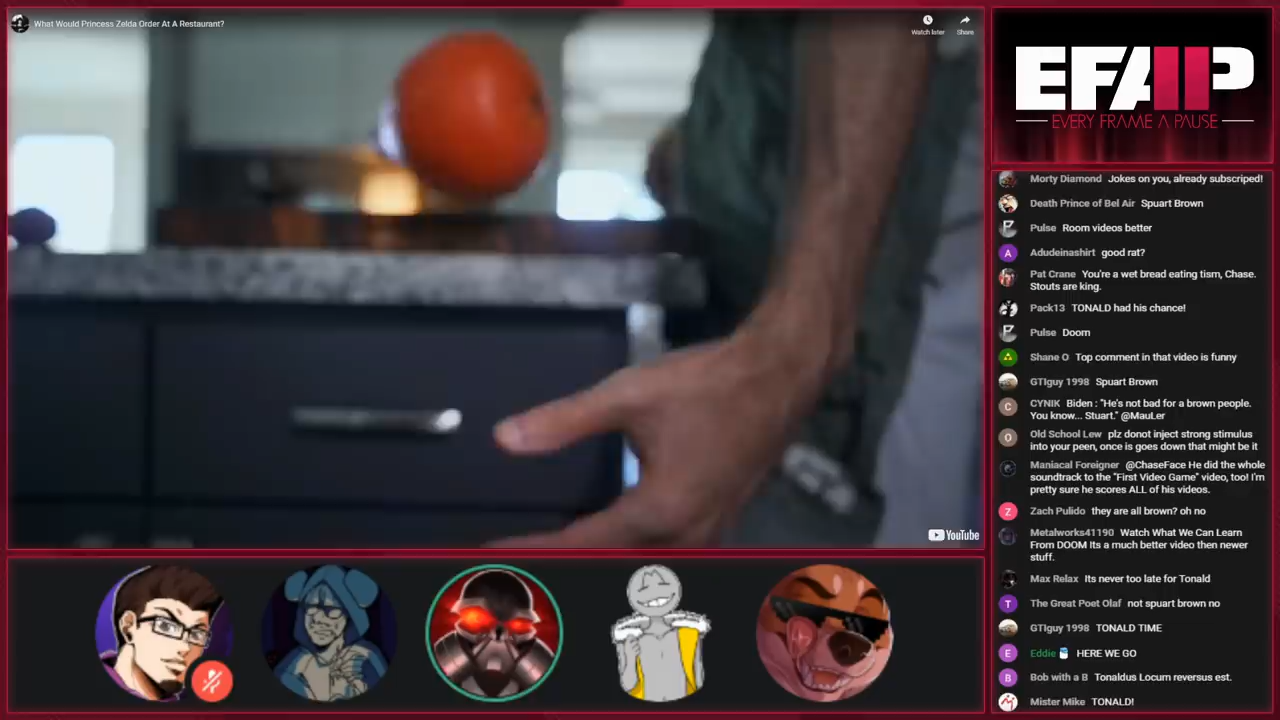 What Would Princess Zelda Order At A Restaurant?
Watch later
Share
YouTube
EFAP
EVERY FRAME A PAUSE
Morty Diamond Jokes on you, already subscriped!
Death Prince of Bel Air Spuart Brown
Pulse Room videos better
A
Adudeinashirt good rat?
Pat Crane You're a wet bread eating tism, Chase.
Stouts are king.
Pack13 TONALD had his chance!
Pulse Doom
Shane O Top comment in that video is funny
GTIguy 1998 Spuart Brown
C
CYNIK Biden : "He's not bad for a brown people.
You know... Stuart." @MauLer
O
Old School Lew plz donot inject strong stimulus
into your peen, once is goes down that might be it
Maniacal Foreigner @ChaseFace He did the whole
soundtrack to the "First Video Game" video, too! I'm
pretty sure he scores ALL of his videos.
Z
Zach Pulido they are all brown? oh no
Metalworks41190 Watch What We Can Learn
From DOOM Its a much better video then newer
stuff.
Max Relax Its never too late for Tonald
T
The Great Poet Olaf not spuart brown no
GTIguy 1998 TONALD TIME
E
Eddie HERE WE GO
B
Bob with a B Tonaldus Locum reversus est.
Mister Mike TONALD!